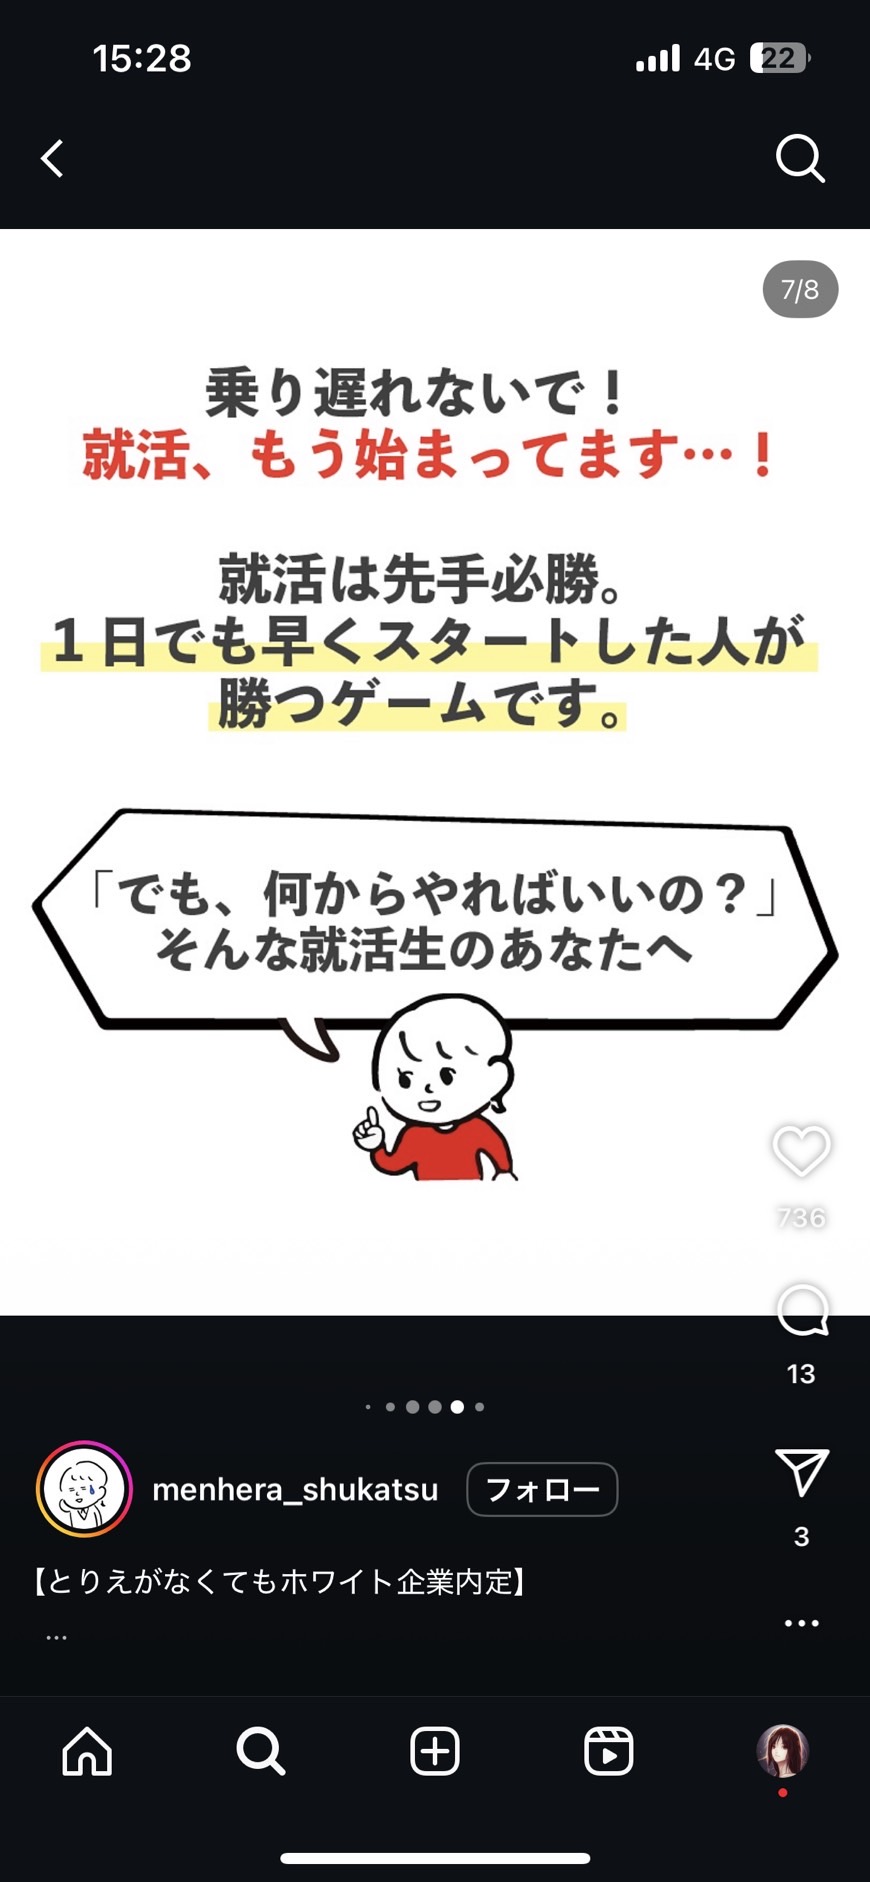 15:28
4G
22
7/8
乗り遅れないで！
就活、もう始まってます…！
就活は先手必勝。
１日でも早くスタートした人が
勝つゲームです。
「でも、何からやればいいの？」
そんな就活生のあなたへ
736
13
menhera_shukatsu
フォロー
3
【とりえがなくてもホワイト企業内定】
...